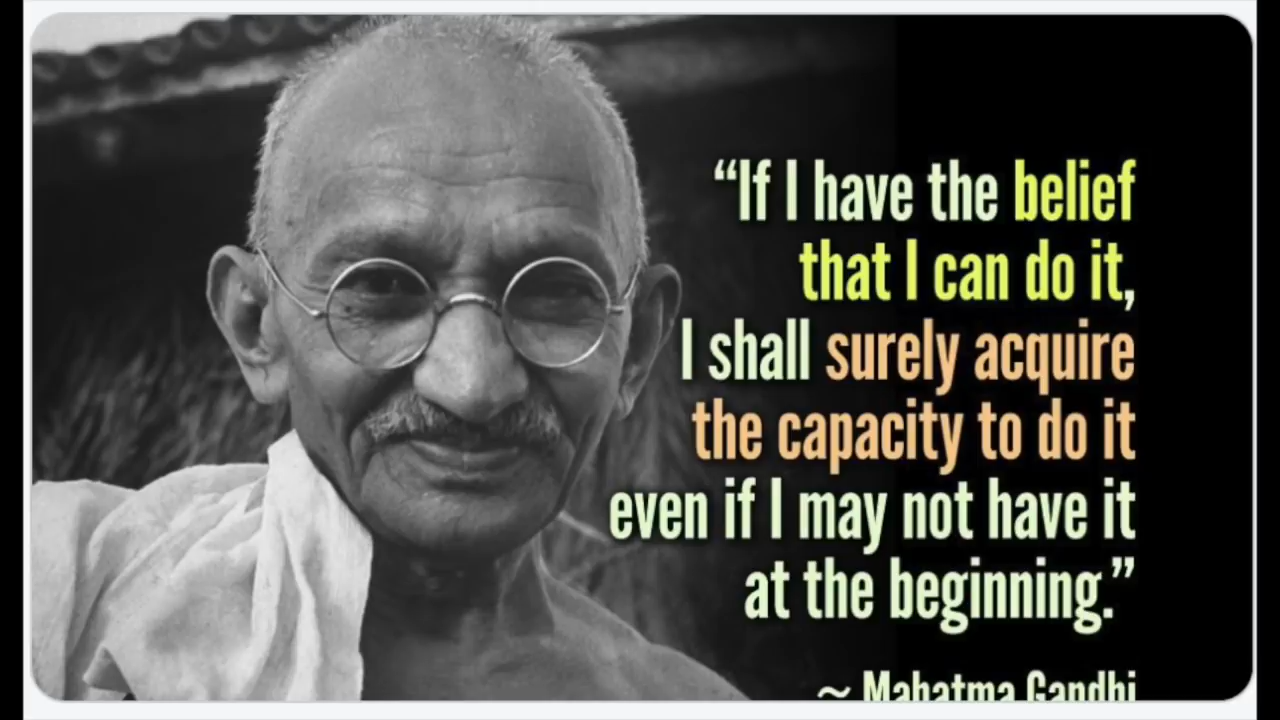 “If I have the belief
that I can do it,
I shall surely acquire
the capacity to do it
even if I may not have it
at the beginning.”
~ Mahatma Gandhi